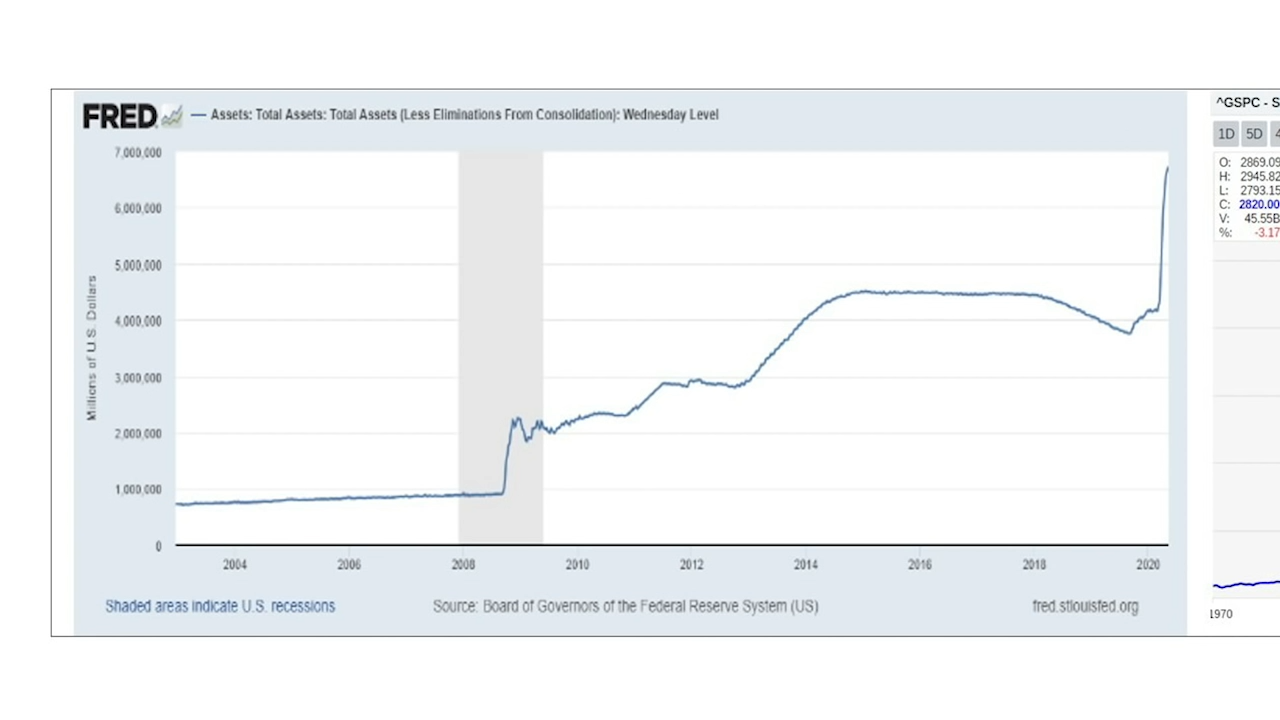 FRED
Assets: Total Assets: Total Assets (Less Eliminations From Consolidation): Wednesday Level
7,000,000
6,000,000
5,000,000
4,000,000
3,000,000
2,000,000
1,000,000
0
Millions of U.S. Dollars
2004 2006 2008 2010 2012 2014 2016 2018 2020
Shaded areas indicate U.S. recessions Source: Board of Governors of the Federal Reserve System (US) fred.stlouisfed.org
^GSPC - S
1D 5D 4
O: 2869.09
H: 2945.82
L: 2793.15
C: 2820.00
V: 45.55B
%: -3.17
1970